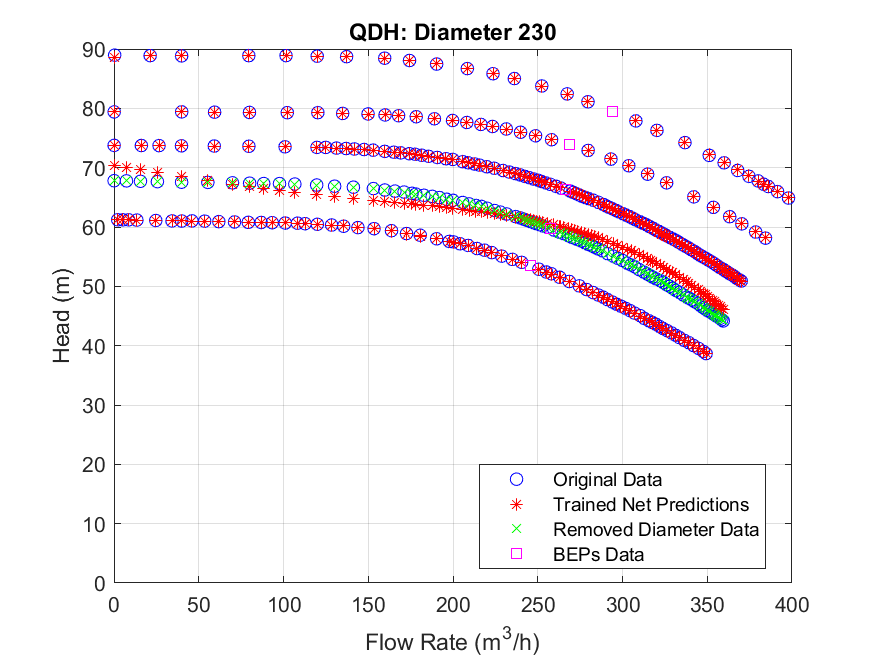 QDH: Diameter 230
90
80
70
60
50
40
30
20
10
0
Head (m)
0 50 100 150 200 250 300 350 400
Flow Rate (m³/h)
Original Data
Trained Net Predictions
Removed Diameter Data
BEPs Data